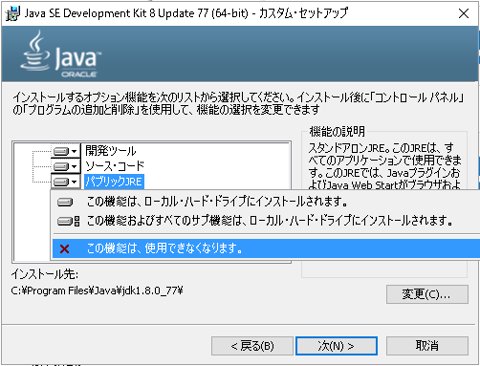 Java SE Development Kit 8 Update 77 (64-bit) - カスタム・セットアップ
Java
ORACLE
インストールするオプション機能を次のリストから選択してください。インストール後に「コントロール パネル」
の「プログラムの追加と削除」を使用して、機能の選択を変更できます
機能の説明
開発ツール
ソース・コード
パブリックJRE
スタンドアロンJRE。このJREは、す
べてのアプリケーションで使用できま
す。このJREでは、Javaプラグイン
およびJava Web Startがブラウザお
この機能は、ローカル・ハード・ドライブにインストールされます。
この機能およびすべてのサブ機能は、ローカル・ハード・ドライブにインストールされます。
この機能は、使用できなくなります。
インストール先:
C:¥Program Files¥Java¥jdk1.8.0_77¥
変更(C)...
< 戻る(B)
次(N) >
取消